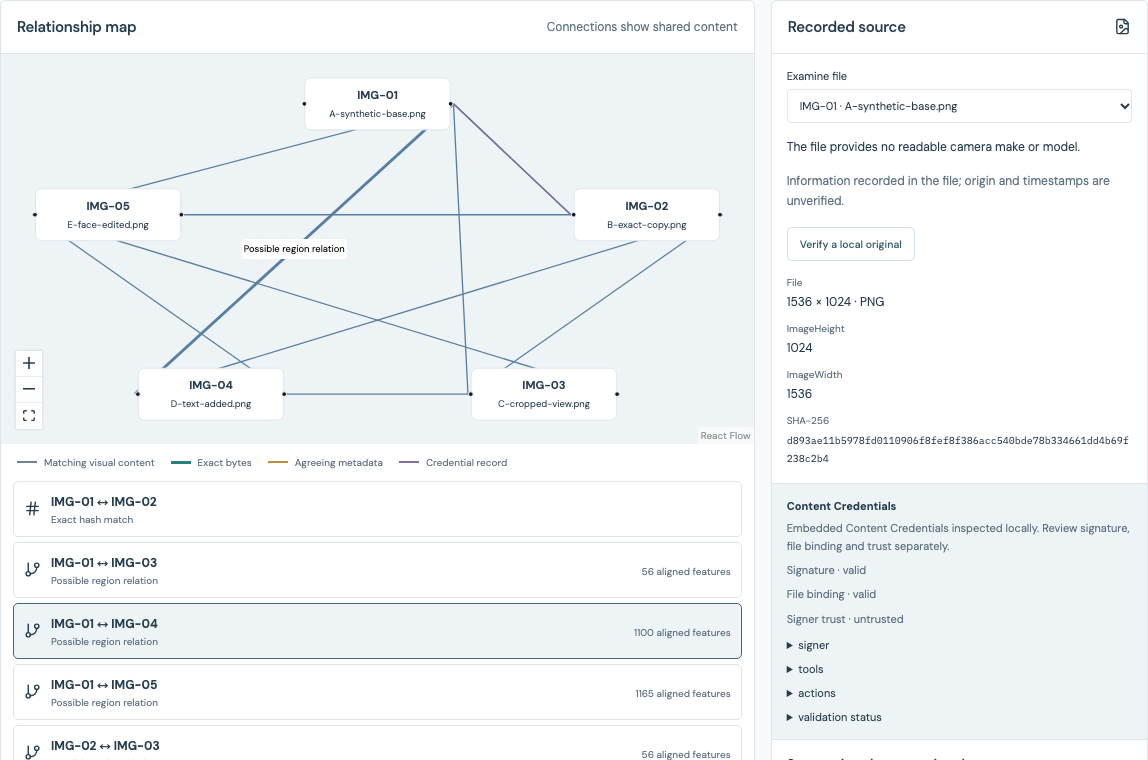 Relationship map
Connections show shared content
IMG-01
A-synthetic-base.png
IMG-05
E-face-edited.png
IMG-02
B-exact-copy.png
Possible region relation
IMG-04
D-text-added.png
IMG-03
C-cropped-view.png
React Flow
Matching visual content
Exact bytes
Agreeing metadata
Credential record
IMG-01 ↔ IMG-02
Exact hash match
IMG-01 ↔ IMG-03
Possible region relation
56 aligned features
IMG-01 ↔ IMG-04
Possible region relation
1100 aligned features
IMG-01 ↔ IMG-05
Possible region relation
1165 aligned features
IMG-02 ↔ IMG-03
56 aligned features
Recorded source
Examine file
IMG-01 · A-synthetic-base.png
The file provides no readable camera make or model.
Information recorded in the file; origin and timestamps are
unverified.
Verify a local original
File
1536 × 1024 · PNG
ImageHeight
1024
ImageWidth
1536
SHA-256
d893ae11b5978fd0110906f8fef8f386acc540bde78b334661dd4b69f
238c2b4
Content Credentials
Embedded Content Credentials inspected locally. Review signature,
file binding and trust separately.
Signature · valid
File binding · valid
Signer trust · untrusted
signer
tools
actions
validation status